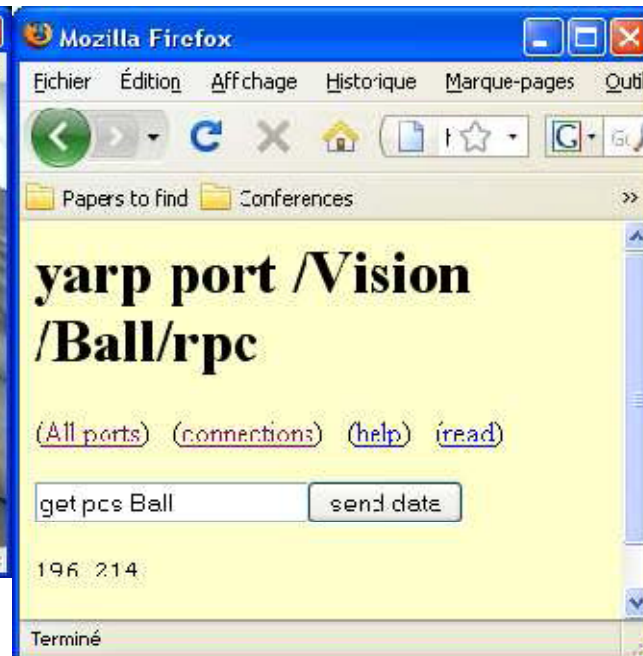 Mozilla Firefox
Fichier Édition Affichage Historique Marque-pages Outil
Papers to find Conferences »
yarp port /Vision
/Ball/rpc
(All ports) (connections) (help) (read)
get pos Ball send data
196 214
Terminé